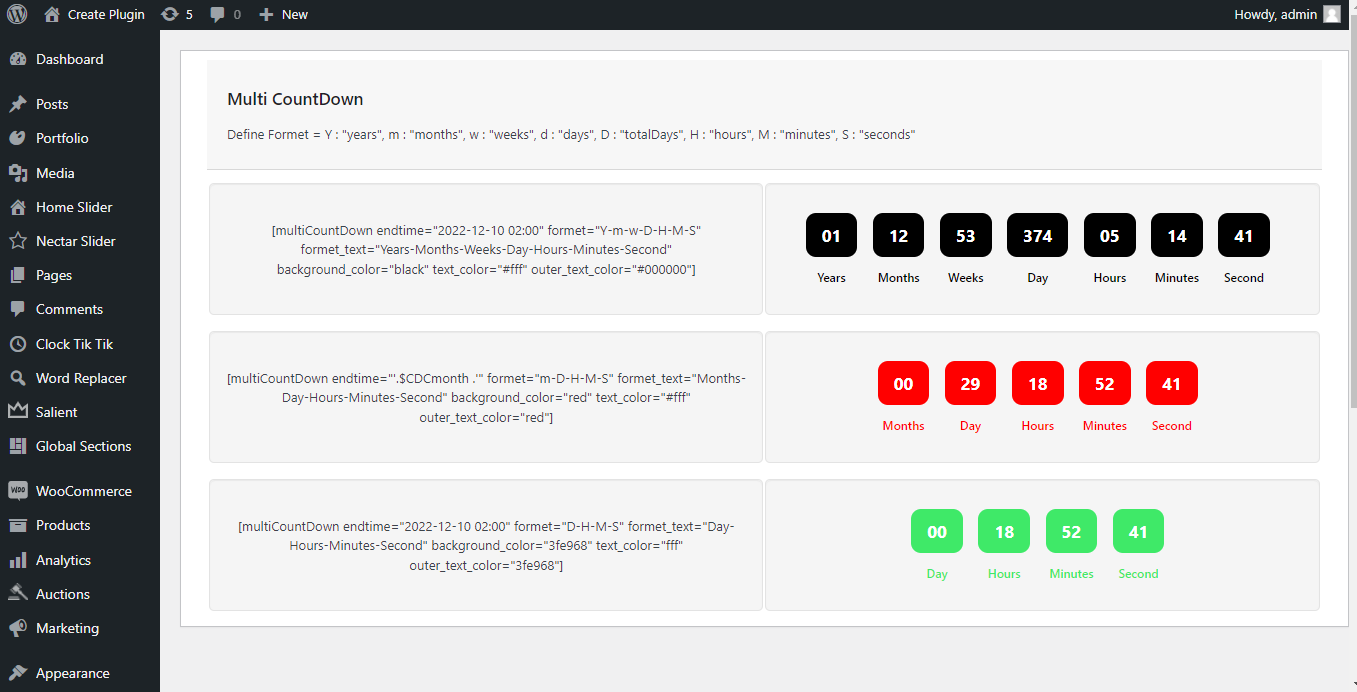 Create Plugin 5 0 New Howdy, admin
Dashboard
Posts
Portfolio
Media
Home Slider
Nectar Slider
Pages
Comments
Clock Tik Tik
Word Replacer
Salient
Global Sections
WOO WooCommerce
Products
Analytics
Auctions
Marketing
Appearance
Multi CountDown
Define Formet = Y : "years", m : "months", w : "weeks", d : "days", D : "totalDays", H : "hours", M : "minutes", S : "seconds"
[multiCountDown endtime="2022-12-10 02:00" formet="Y-m-w-D-H-M-S"
formet_text="Years-Months-Weeks-Day-Hours-Minutes-Second"
background_color="black" text_color="#fff" outer_text_color="#000000"]
01 12 53 374 05 14 41
Years Months Weeks Day Hours Minutes Second
[multiCountDown endtime="'.$CDCmonth .'" formet="m-D-H-M-S" formet_text="Months-
Day-Hours-Minutes-Second" background_color="red" text_color="#fff"
outer_text_color="red"]
00 29 18 52 41
Months Day Hours Minutes Second
[multiCountDown endtime="2022-12-10 02:00" formet="D-H-M-S" formet_text="Day-
Hours-Minutes-Second" background_color="3fe968" text_color="fff"
outer_text_color="3fe968"]
00 18 52 41
Day Hours Minutes Second